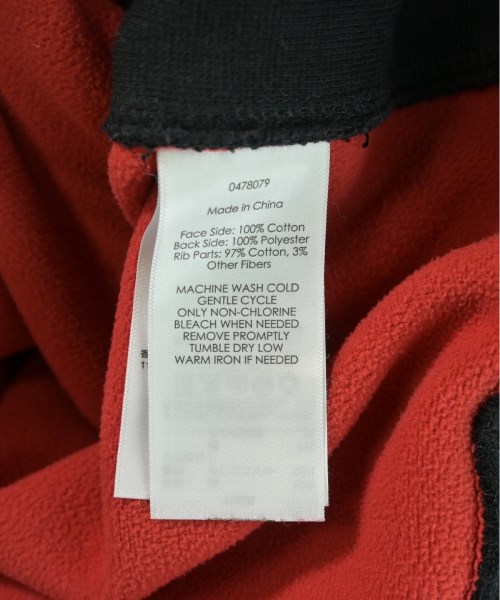 0478079
Made in China
Face Side: 100% Cotton
Back Side: 100% Polyester
Rib Parts: 97% Cotton, 3%
Other Fibers
MACHINE WASH COLD
GENTLE CYCLE
ONLY NON-CHLORINE
BLEACH WHEN NEEDED
REMOVE PROMPTLY
TUMBLE DRY LOW
WARM IRON IF NEEDED